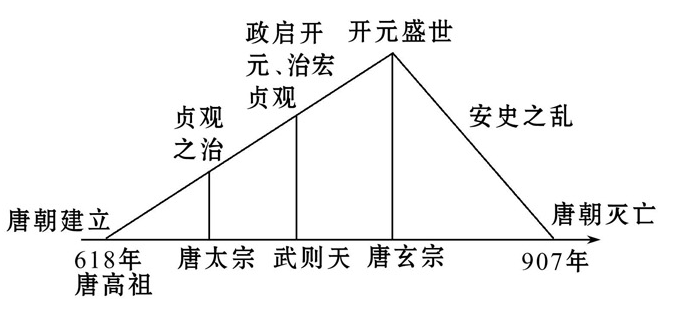 政启开
元、治宏
贞观
开元盛世
贞观
之治
安史之乱
唐朝建立
唐朝灭亡
618年
唐高祖
唐太宗
武则天
唐玄宗
907年